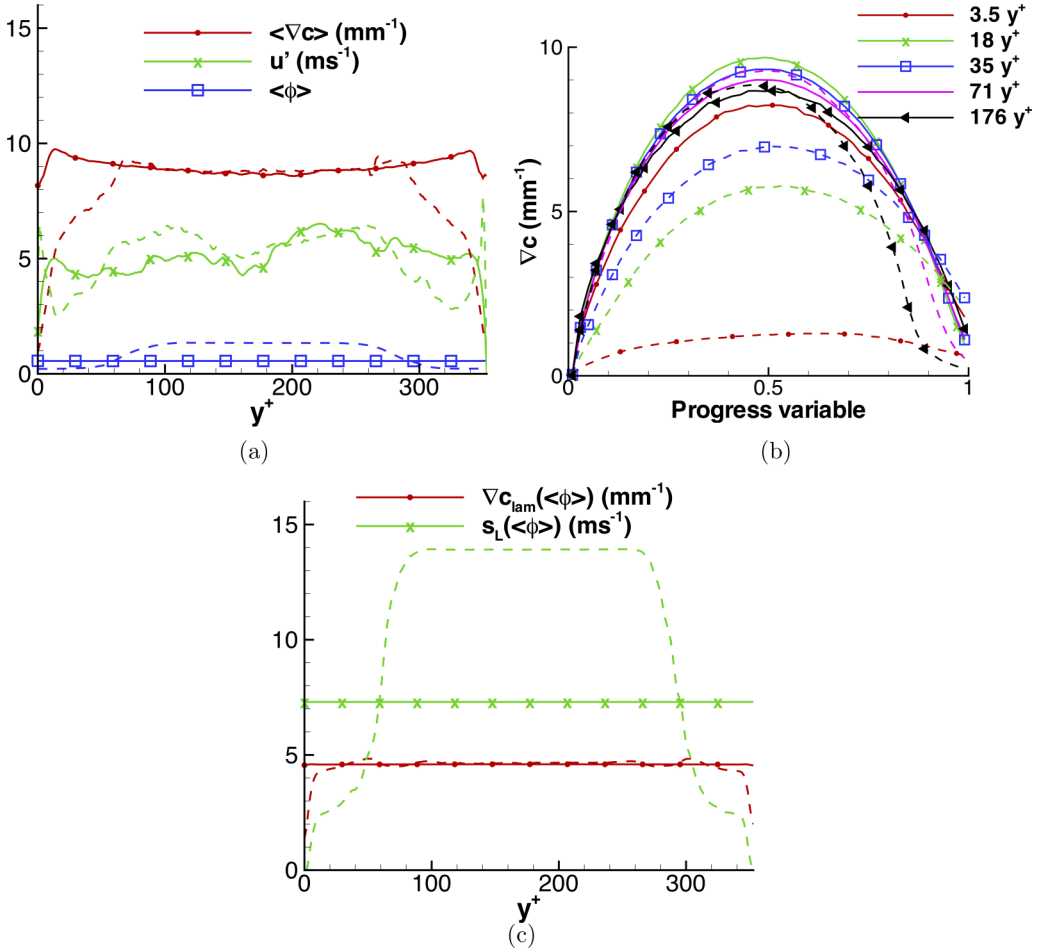 <∇c> (mm⁻¹)
u' (ms⁻¹)
<ϕ>
15
10
5
0
0
100
200
300
y⁺
(a)
3.5 y⁺
18 y⁺
35 y⁺
71 y⁺
176 y⁺
10
5
0
∇c (mm⁻¹)
0
0.5
1
Progress variable
(b)
∇c_lam(<ϕ>) (mm⁻¹)
s_L(<ϕ>) (ms⁻¹)
15
10
5
0
0
100
200
300
y⁺
(c)